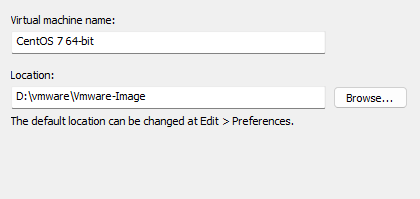 Virtual machine name:
CentOS 7 64-bit
Location:
D:\vmware\Vmware-Image
Browse...
The default location can be changed at Edit > Preferences.